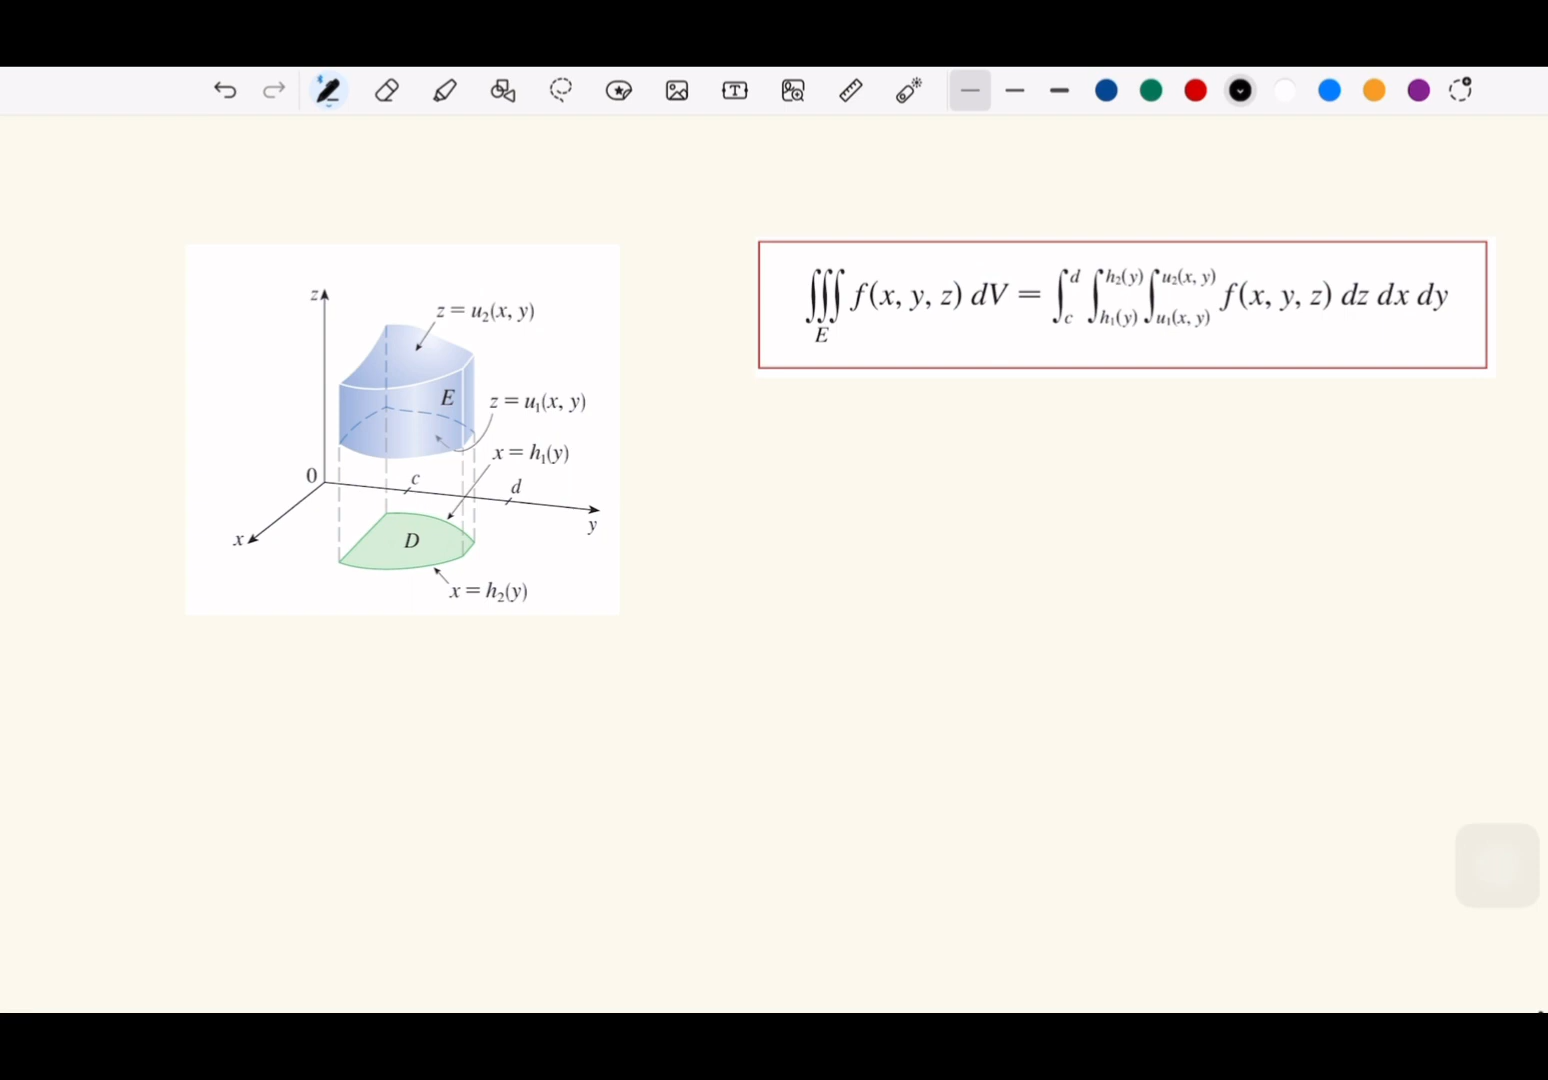 z
z = u₂(x, y)
E
z = u₁(x, y)
x = h₁(y)
0
c
d
x
y
D
x = h₂(y)
∭_E f(x, y, z) dV = ∫_c^d ∫_{h₁(y)}^{h₂(y)} ∫_{u₁(x, y)}^{u₂(x, y)} f(x, y, z) dz dx dy